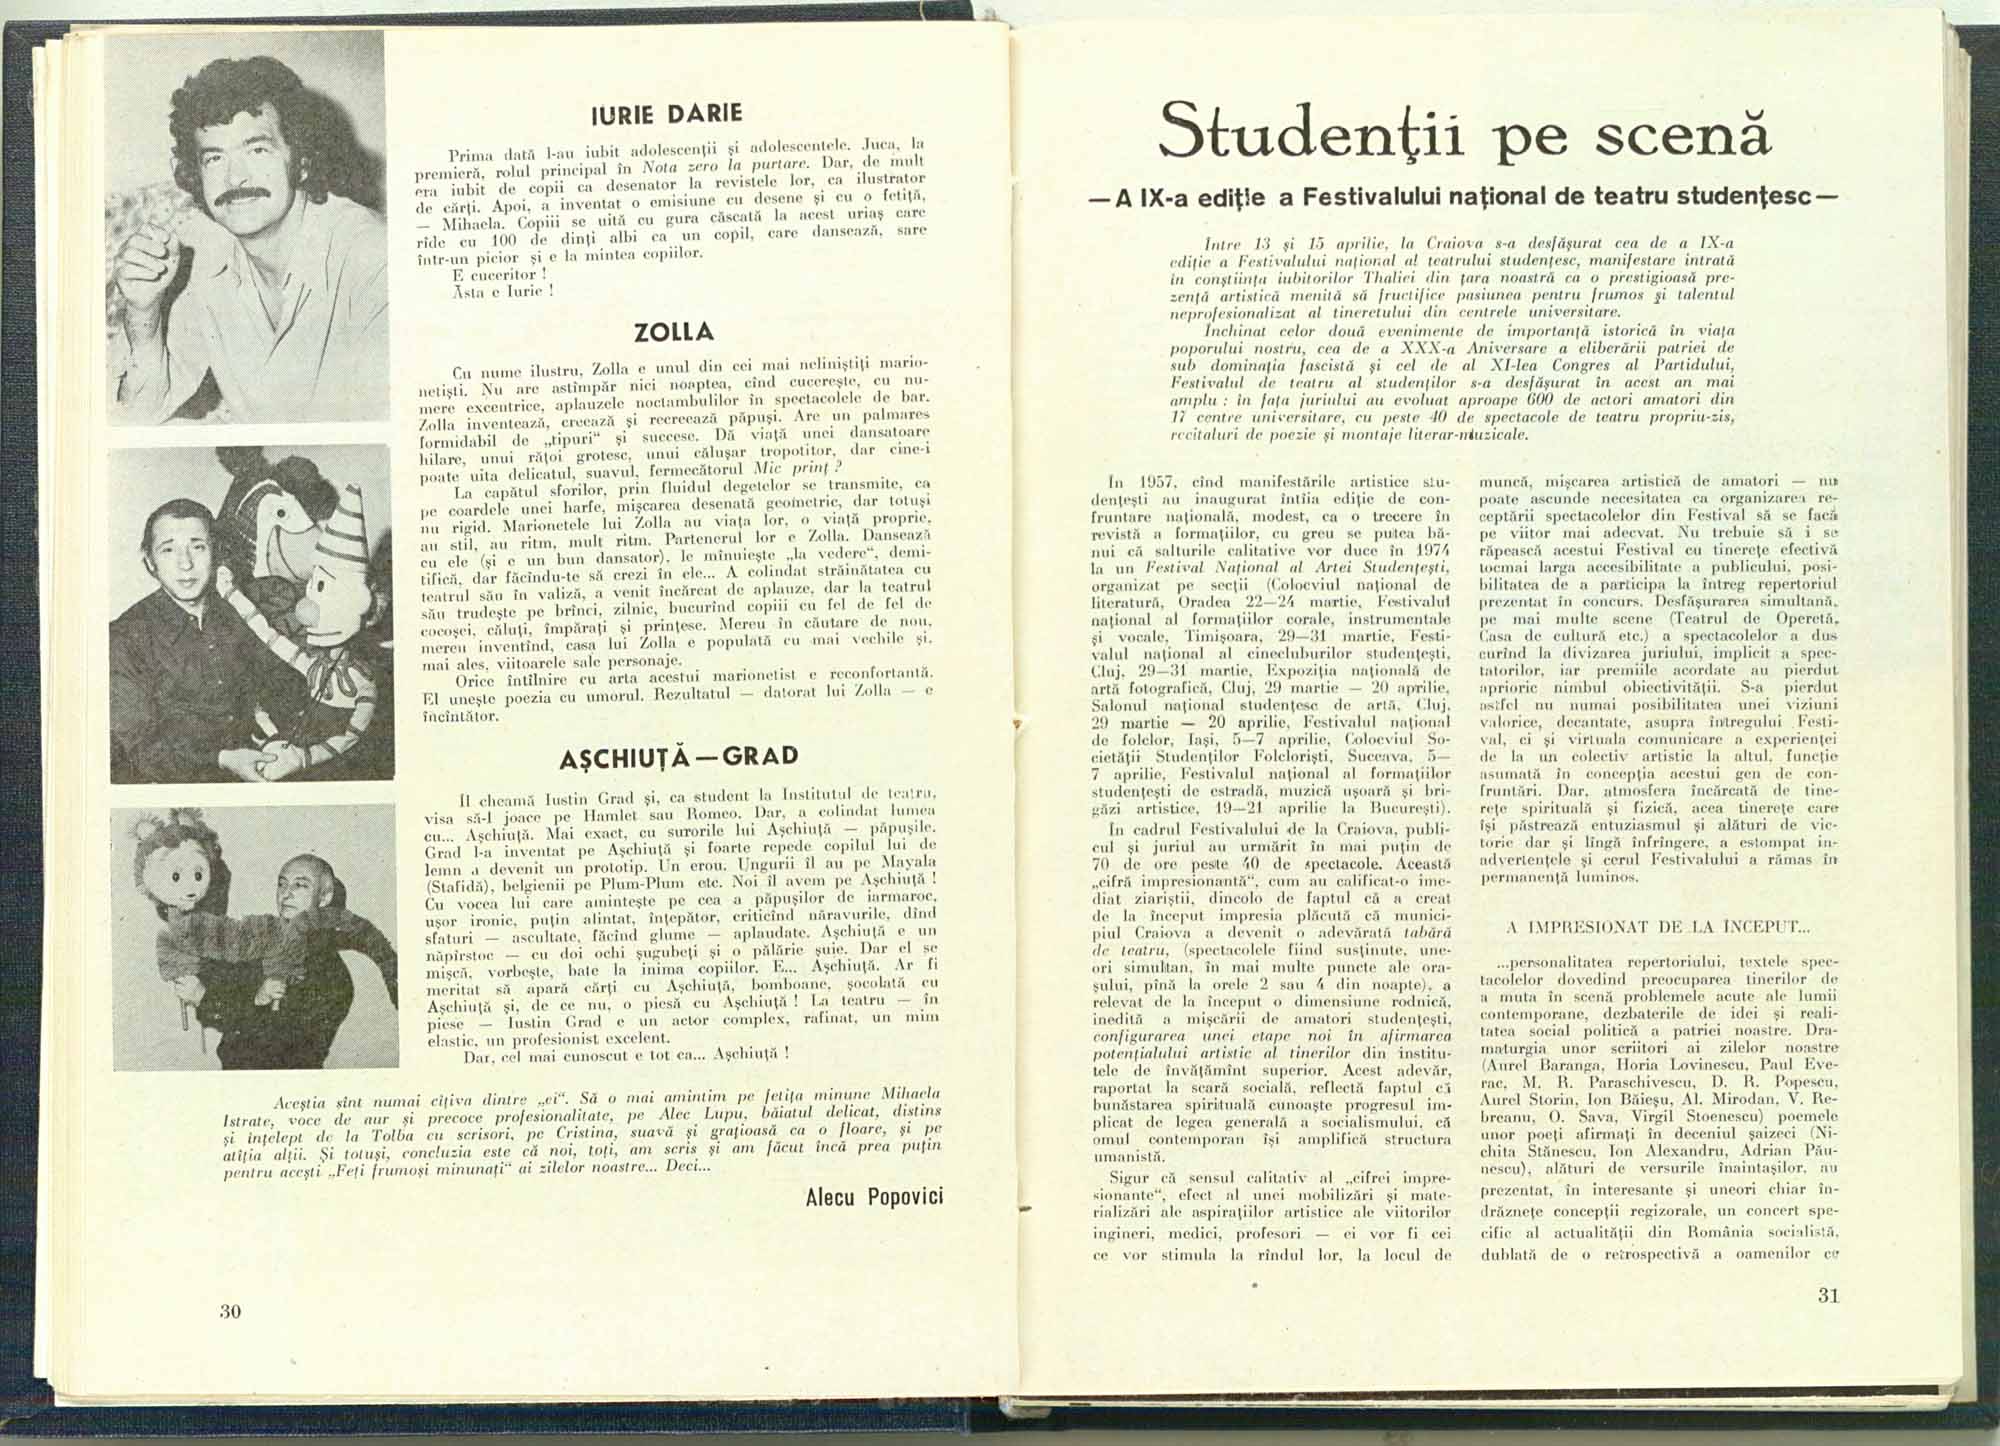 IURIE DARIE
Prima dată l-au iubit adolescenții și adolescentele. Juca, la
premieră, rolul principal în Nota zero la purtare. Dar, de mult
era iubit de copii ca desenator la revistele lor, ca ilustrator
de cărți. Apoi, a inventat o emisiune cu desene și cu o fetiță,
— Mihaela. Copiii se uită cu gura căscată la acest uriaș care
rîde cu 100 de dinți albi ca un copil, care dansează, sare
într-un picior și e la mintea copiilor.
E cuceritor !
Ăsta e Iurie !
ZOLLA
Cu nume ilustru, Zolla e unul din cei mai neliniștiți mario-
netiști. Nu are astîmpăr nici noaptea, cînd cucerește, cu nu-
mere excentrice, aplauzele noctambulilor în spectacolele de bar.
Zolla inventează, creează și recreează păpuși. Are un palmares
formidabil de „tipuri“ și succese. Dă viață unei dansatoare
hilare, unui rățoi grotesc, unui călușar tropotitor, dar cine-i
poate uita delicatul, suavul, fermecătorul Mic prinț ?
La capătul sforilor, prin fluidul degetelor se transmite, ca
pe coardele unei harfe, mișcarea desenată geometric, dar totuși
nu rigid. Marionetele lui Zolla au viața lor, o viață proprie,
au stil, au ritm, mult ritm. Partenerul lor e Zolla. Dansează
cu ele (și e un bun dansator), le mînuiește „la vedere“, demi-
tifică, dar făcîndu-te să crezi în ele... A colindat străinătatea cu
teatrul său în valiză, a venit încărcat de aplauze, dar la teatrul
său trudește pe brînci, zilnic, bucurînd copiii cu fel de fel de
cocoșei, căluți, împărați și prințese. Mereu în căutare de nou,
mereu inventînd, casa lui Zolla e populată cu mai vechile și,
mai ales, viitoarele sale personaje.
Orice întîlnire cu arta acestui marionetist e reconfortantă.
El unește poezia cu umorul. Rezultatul — datorat lui Zolla — e
încîntător.
AȘCHIUȚĂ — GRAD
Îl cheamă Iustin Grad și, ca student la Institutul de teatru,
visa să-l joace pe Hamlet sau Romeo. Dar, a colindat lumea
cu... Așchiuță. Mai exact, cu surorile lui Așchiuță — păpușile.
Grad l-a inventat pe Așchiuță și foarte repede copilul lui de
lemn a devenit un prototip. Un erou. Ungurii îl au pe Mayala
(Stafidă), belgienii pe Plum-Plum etc. Noi îl avem pe Așchiuță !
Cu vocea lui care amintește pe cea a păpușilor de iarmaroc,
ușor ironic, puțin alintat, înțepător, criticînd năravurile, dînd
sfaturi — ascultate, făcînd glume — aplaudate. Așchiuță e un
năpîrstoc — cu doi ochi șugubeți și o pălărie șuie. Dar el se
mișcă, vorbește, bate la inima copiilor. E... Așchiuță. Ar fi
meritat să apară cărți cu Așchiuță, bomboane, șocolată cu
Așchiuță și, de ce nu, o piesă cu Așchiuță ! La teatru — în
piese — Iustin Grad e un actor complex, rafinat, un mim
elastic, un profesionist excelent.
Dar, cel mai cunoscut e tot ca... Așchiuță !
Aceștia sînt numai cîțiva dintre „ei“. Să o mai amintim pe fetița minune Mihaela
Istrate, voce de aur și precoce profesionalitate, pe Alec Lupu, băiatul delicat, distins
și înțelept de la Tolba cu scrisori, pe Cristina, suavă și grațioasă ca o floare, și pe
atîția alții. Și totuși, concluzia este că noi, toți, am scris și am făcut încă prea puțin
pentru acești „Feți frumoși minunați“ ai zilelor noastre... Deci...
Alecu Popovici
30
Studenții pe scenă
— A IX-a ediție a Festivalului național de teatru studențesc —
Între 13 și 15 aprilie, la Craiova s-a desfășurat cea de a IX-a
ediție a Festivalului național al teatrului studențesc, manifestare intrată
în conștiința iubitorilor Thaliei din țara noastră ca o prestigioasă pre-
zență artistică menită să fructifice pasiunea pentru frumos și talentul
neprofesionalizat al tineretului din centrele universitare.
Închinat celor două evenimente de importanță istorică în viața
poporului nostru, cea de a XXX-a Aniversare a eliberării patriei de
sub dominația fascistă și cel de al XI-lea Congres al Partidului,
Festivalul de teatru al studenților s-a desfășurat în acest an mai
amplu : în fața juriului au evoluat aproape 600 de actori amatori din
17 centre universitare, cu peste 40 de spectacole de teatru propriu-zis,
recitaluri de poezie și montaje literar-muzicale.
În 1957, cînd manifestările artistice stu-
dențești au inaugurat întîia ediție de con-
fruntare națională, modest, ca o trecere în
revistă a formațiilor, cu greu se putea bă-
nui că salturile calitative vor duce în 1974
la un Festival Național al Artei Studențești,
organizat pe secții (Colocviul național de
literatură, Oradea 22—24 martie, Festivalul
național al formațiilor corale, instrumentale
și vocale, Timișoara, 29—31 martie, Festi-
valul național al cinecluburilor studențești,
Cluj, 29—31 martie, Expoziția națională de
artă fotografică, Cluj, 29 martie — 20 aprilie,
Salonul național studențesc de artă, Cluj,
29 martie — 20 aprilie, Festivalul național
de folclor, Iași, 5—7 aprilie, Colocviul So-
cietății Studenților Folcloriști, Suceava, 5—
7 aprilie, Festivalul național al formațiilor
studențești de estradă, muzică ușoară și bri-
găzi artistice, 19—21 aprilie la București).
În cadrul Festivalului de la Craiova, publi-
cul și juriul au urmărit în mai puțin de
70 de ore peste 40 de spectacole. Această
„cifră impresionantă“, cum au calificat-o ime-
diat ziariștii, dincolo de faptul că a creat
de la început impresia plăcută că munici-
piul Craiova a devenit o adevărată tabără
de teatru, (spectacolele fiind susținute, une-
ori simultan, în mai multe puncte ale ora-
șului, pînă la orele 2 sau 4 din noapte), a
relevat de la început o dimensiune rodnică,
inedită a mișcării de amatori studențești,
configurarea unei etape noi în afirmarea
potențialului artistic al tinerilor din institu-
tele de învățămînt superior. Acest adevăr,
raportat la scară socială, reflectă faptul că
bunăstarea spirituală cunoaște progresul im-
plicat de legea generală a socialismului, că
omul contemporan își amplifică structura
umanistă.
Sigur că sensul calitativ al „cifrei impre-
sionante“, efect al unei mobilizări și mate-
rializări ale aspirațiilor artistice ale viitorilor
ingineri, medici, profesori — ei vor fi cei
ce vor stimula la rîndul lor, la locul de
muncă, mișcarea artistică de amatori — nu
poate ascunde necesitatea ca organizarea re-
ceptării spectacolelor din Festival să se facă
pe viitor mai adecvat. Nu trebuie să i se
răpească acestui Festival cu tinerețe efectivă
tocmai larga accesibilitate a publicului, posi-
bilitatea de a participa la întreg repertoriul
prezentat în concurs. Desfășurarea simultană,
pe mai multe scene (Teatrul de Operetă,
Casa de cultură etc.) a spectacolelor a dus
curînd la divizarea juriului, implicit a spec-
tatorilor, iar premiile acordate au pierdut
aprioric nimbul obiectivității. S-a pierdut
astfel nu numai posibilitatea unei viziuni
valorice, decantate, asupra întregului Festi-
val, ci și virtuala comunicare a experienței
de la un colectiv artistic la altul, funcție
asumată în concepția acestui gen de con-
fruntări. Dar, atmosfera încărcată de tine-
rețe spirituală și fizică, acea tinerețe care
își păstrează entuziasmul și alături de vic-
torie dar și lîngă înfrîngere, a estompat in-
advertențele și cerul Festivalului a rămas în
permanență luminos.
A IMPRESIONAT DE LA ÎNCEPUT...
...personalitatea repertoriului, textele spec-
tacolelor dovedind preocuparea tinerilor de
a muta în scenă problemele acute ale lumii
contemporane, dezbaterile de idei și reali-
tatea social politică a patriei noastre. Dra-
maturgia unor scriitori ai zilelor noastre
(Aurel Baranga, Horia Lovinescu, Paul Eve-
rac, M. R. Paraschivescu, D. R. Popescu,
Aurel Storin, Ion Băieșu, Al. Mirodan, V. Re-
breanu, O. Sava, Virgil Stoenescu) poemele
unor poeți afirmați în deceniul șaizeci (Ni-
chita Stănescu, Ion Alexandru, Adrian Pău-
nescu), alături de versurile înaintașilor, au
prezentat, în interesante și uneori chiar în-
drăznețe concepții regizorale, un concert spe-
cific al actualității din România socialistă,
dublată de o retrospectivă a oamenilor ce
31